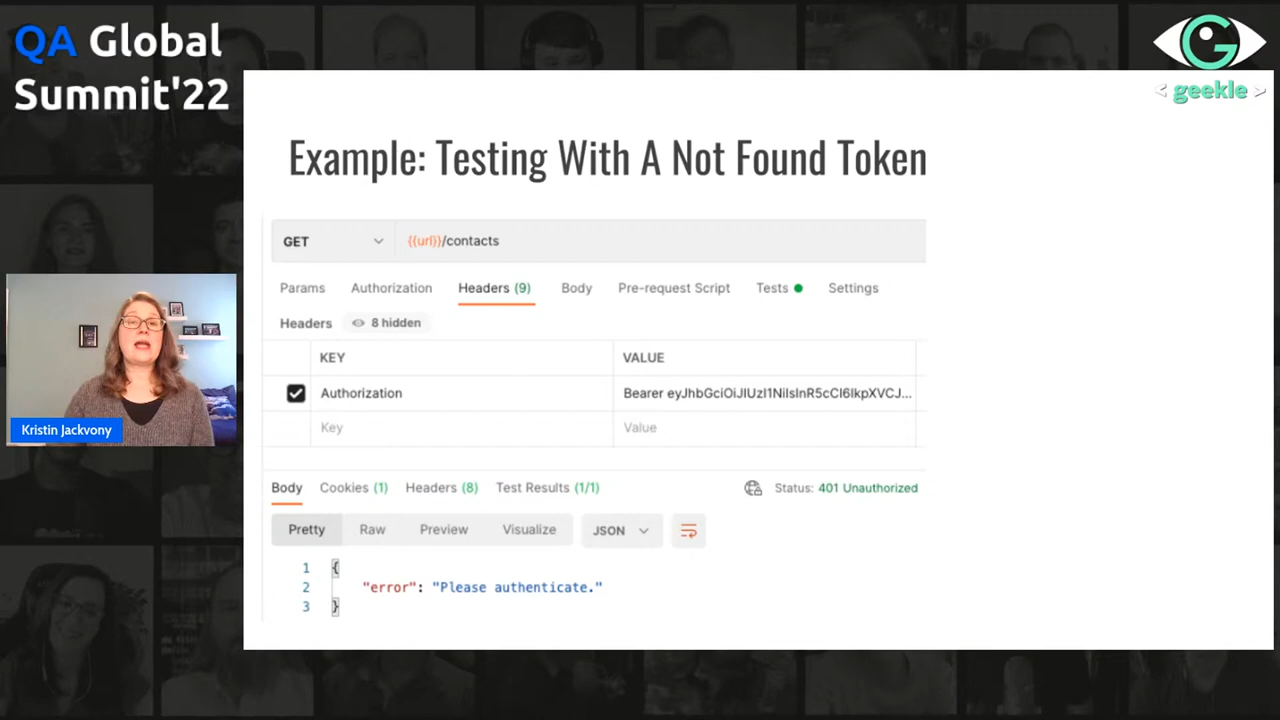 QA Global
Summit'22
< geekle >
Example: Testing With A Not Found Token
GET {{url}}/contacts
Params Authorization Headers (9) Body Pre-request Script Tests Settings
Headers 8 hidden
KEY VALUE
Authorization Bearer eyJhbGciOiJIUzI1NiIsInR5cCI6IkpXVCJ...
Key Value
Kristin Jackvony
Body Cookies (1) Headers (8) Test Results (1/1) Status: 401 Unauthorized
Pretty Raw Preview Visualize JSON
1 {
2 "error": "Please authenticate."
3 }